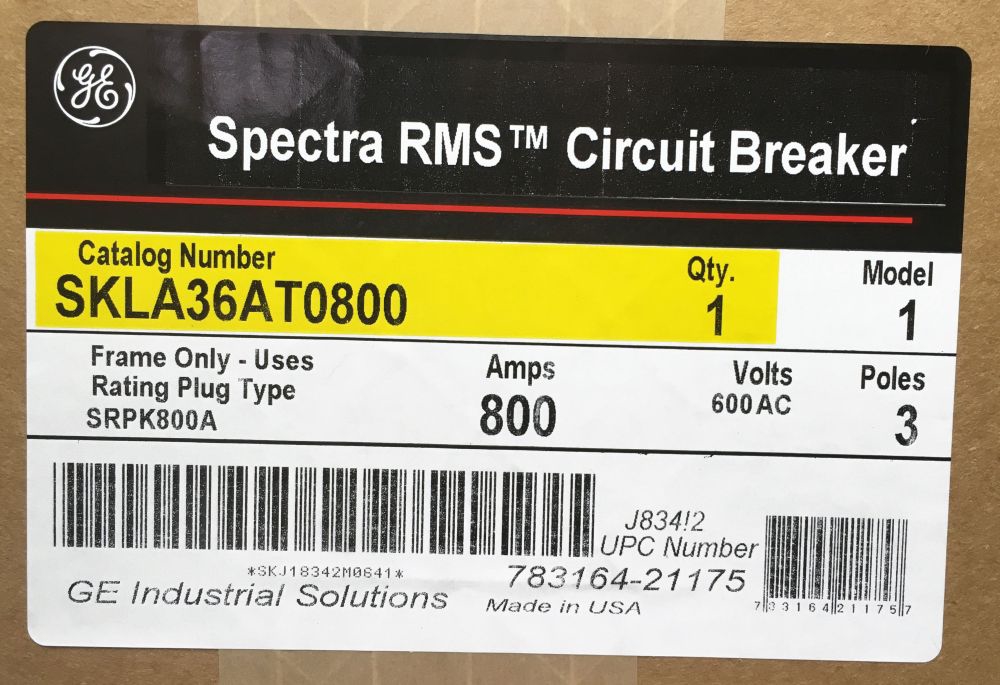 GE
Spectra RMS™ Circuit Breaker
Catalog Number Qty. Model
SKLA36AT0800 1 1
Frame Only - Uses Amps Volts Poles
Rating Plug Type 800 600AC 3
SRPK800A
J834!2
UPC Number
*SKJ18342M0641*
783164-21175
GE Industrial Solutions Made in USA
7 83164 21175 7